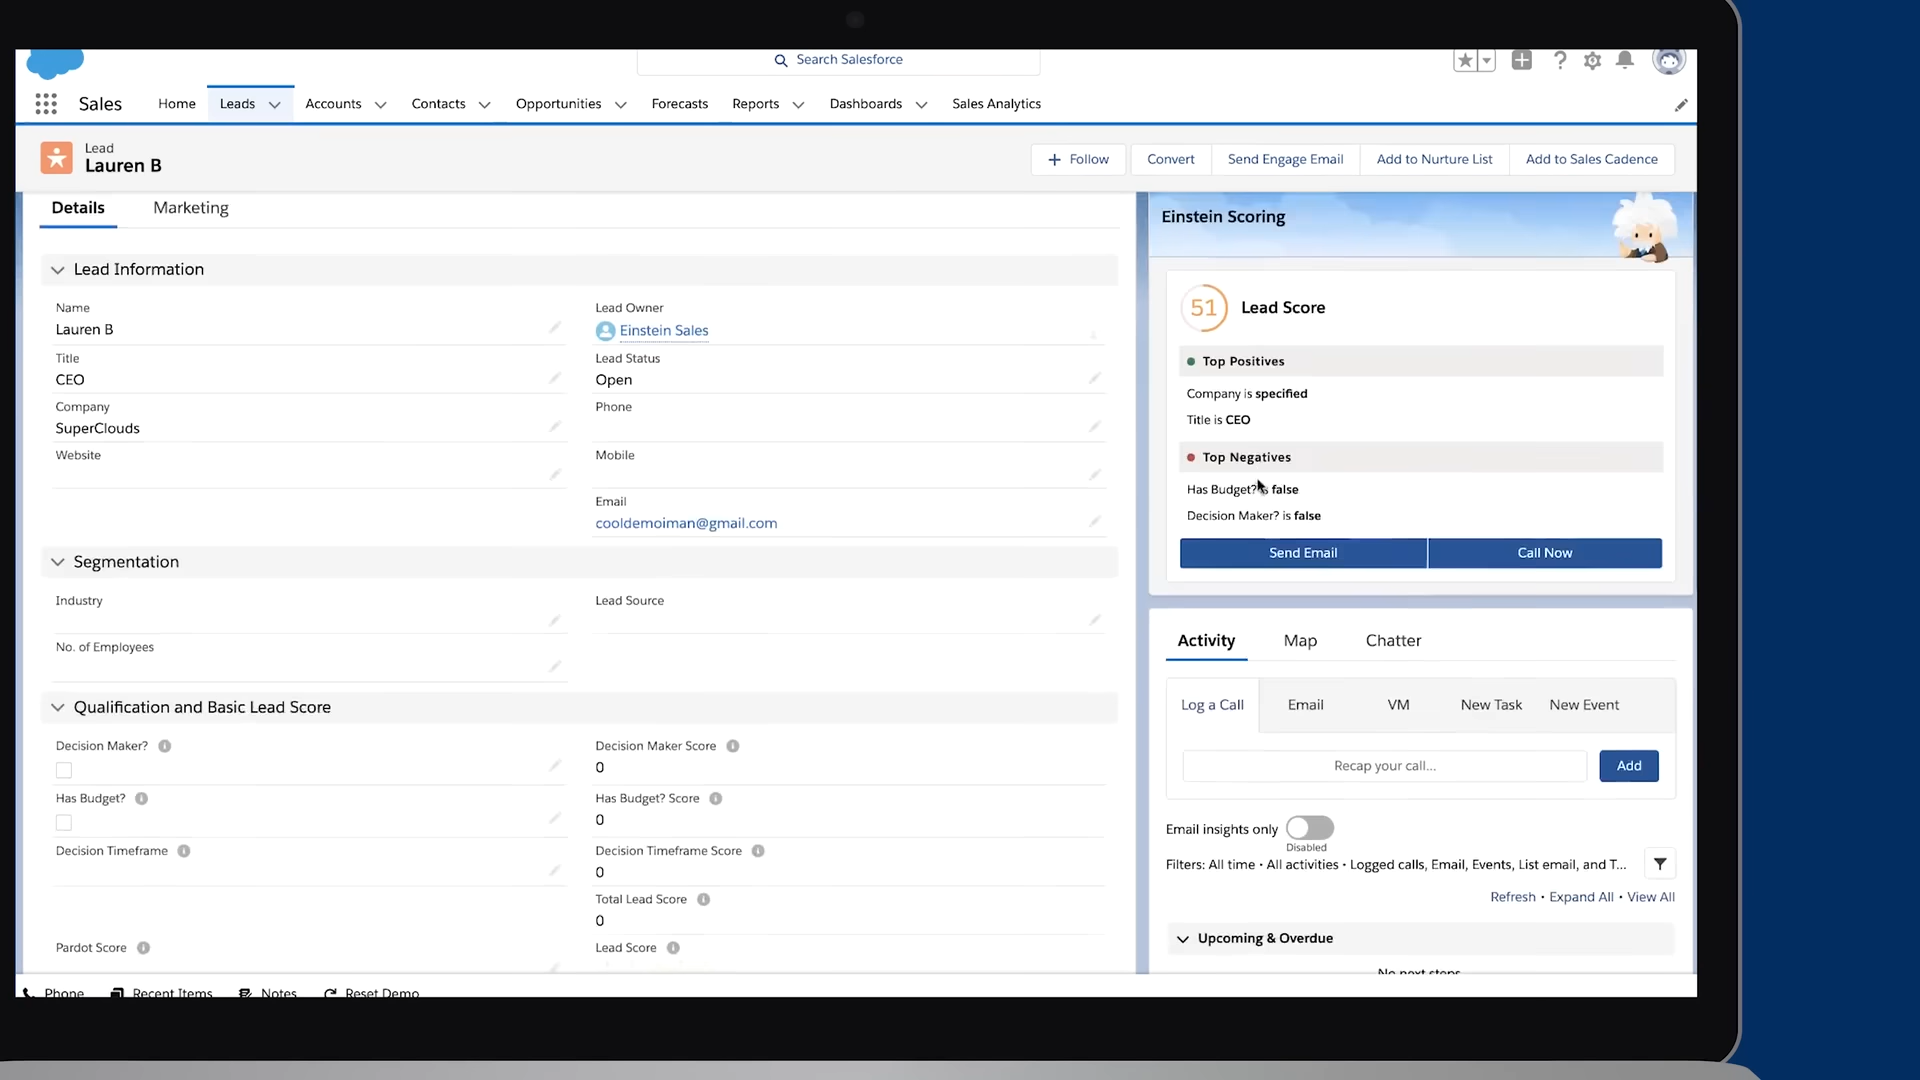 Search Salesforce
Sales
Home
Leads
Accounts
Contacts
Opportunities
Forecasts
Reports
Dashboards
Sales Analytics
Lead
Lauren B
+ Follow
Convert
Send Engage Email
Add to Nurture List
Add to Sales Cadence
Details
Marketing
Lead Information
Name
Lauren B
Lead Owner
Einstein Sales
Title
CEO
Lead Status
Open
Company
SuperClouds
Phone
Website
Mobile
Email
cooldemoiman@gmail.com
Segmentation
Industry
Lead Source
No. of Employees
Qualification and Basic Lead Score
Decision Maker?
Decision Maker Score
0
Has Budget?
Has Budget? Score
0
Decision Timeframe
Decision Timeframe Score
0
Total Lead Score
0
Pardot Score
Lead Score
Einstein Scoring
51
Lead Score
Top Positives
Company is specified
Title is CEO
Top Negatives
Has Budget? is false
Decision Maker? is false
Send Email
Call Now
Activity
Map
Chatter
Log a Call
Email
VM
New Task
New Event
Recap your call...
Add
Email insights only
Disabled
Filters: All time • All activities • Logged calls, Email, Events, List email, and T...
Refresh • Expand All • View All
Upcoming & Overdue
No next steps
Phone
Recent Items
Notes
Reset Demo